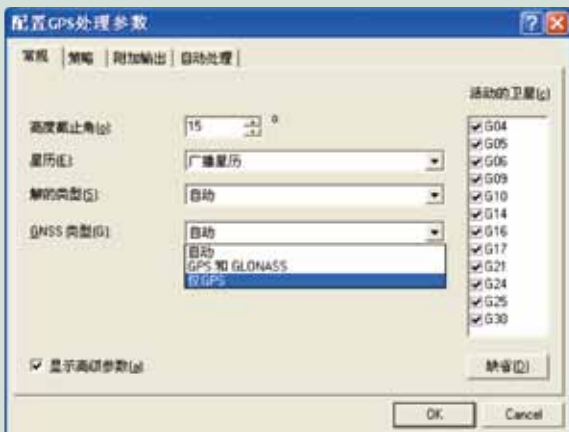 配置GPS处理参数
常规 策略 附加输出 自动处理
活动的卫星(c)
高度截止角(o): 15 °
星历(E): 广播星历
解的类型(S): 自动
GNSS 类型(G): 自动
自动
GPS 和 GLONASS
仅GPS
G04
G05
G06
G09
G10
G14
G16
G17
G21
G24
G25
G30
显示高级参数(a)
缺省(D)
OK Cancel